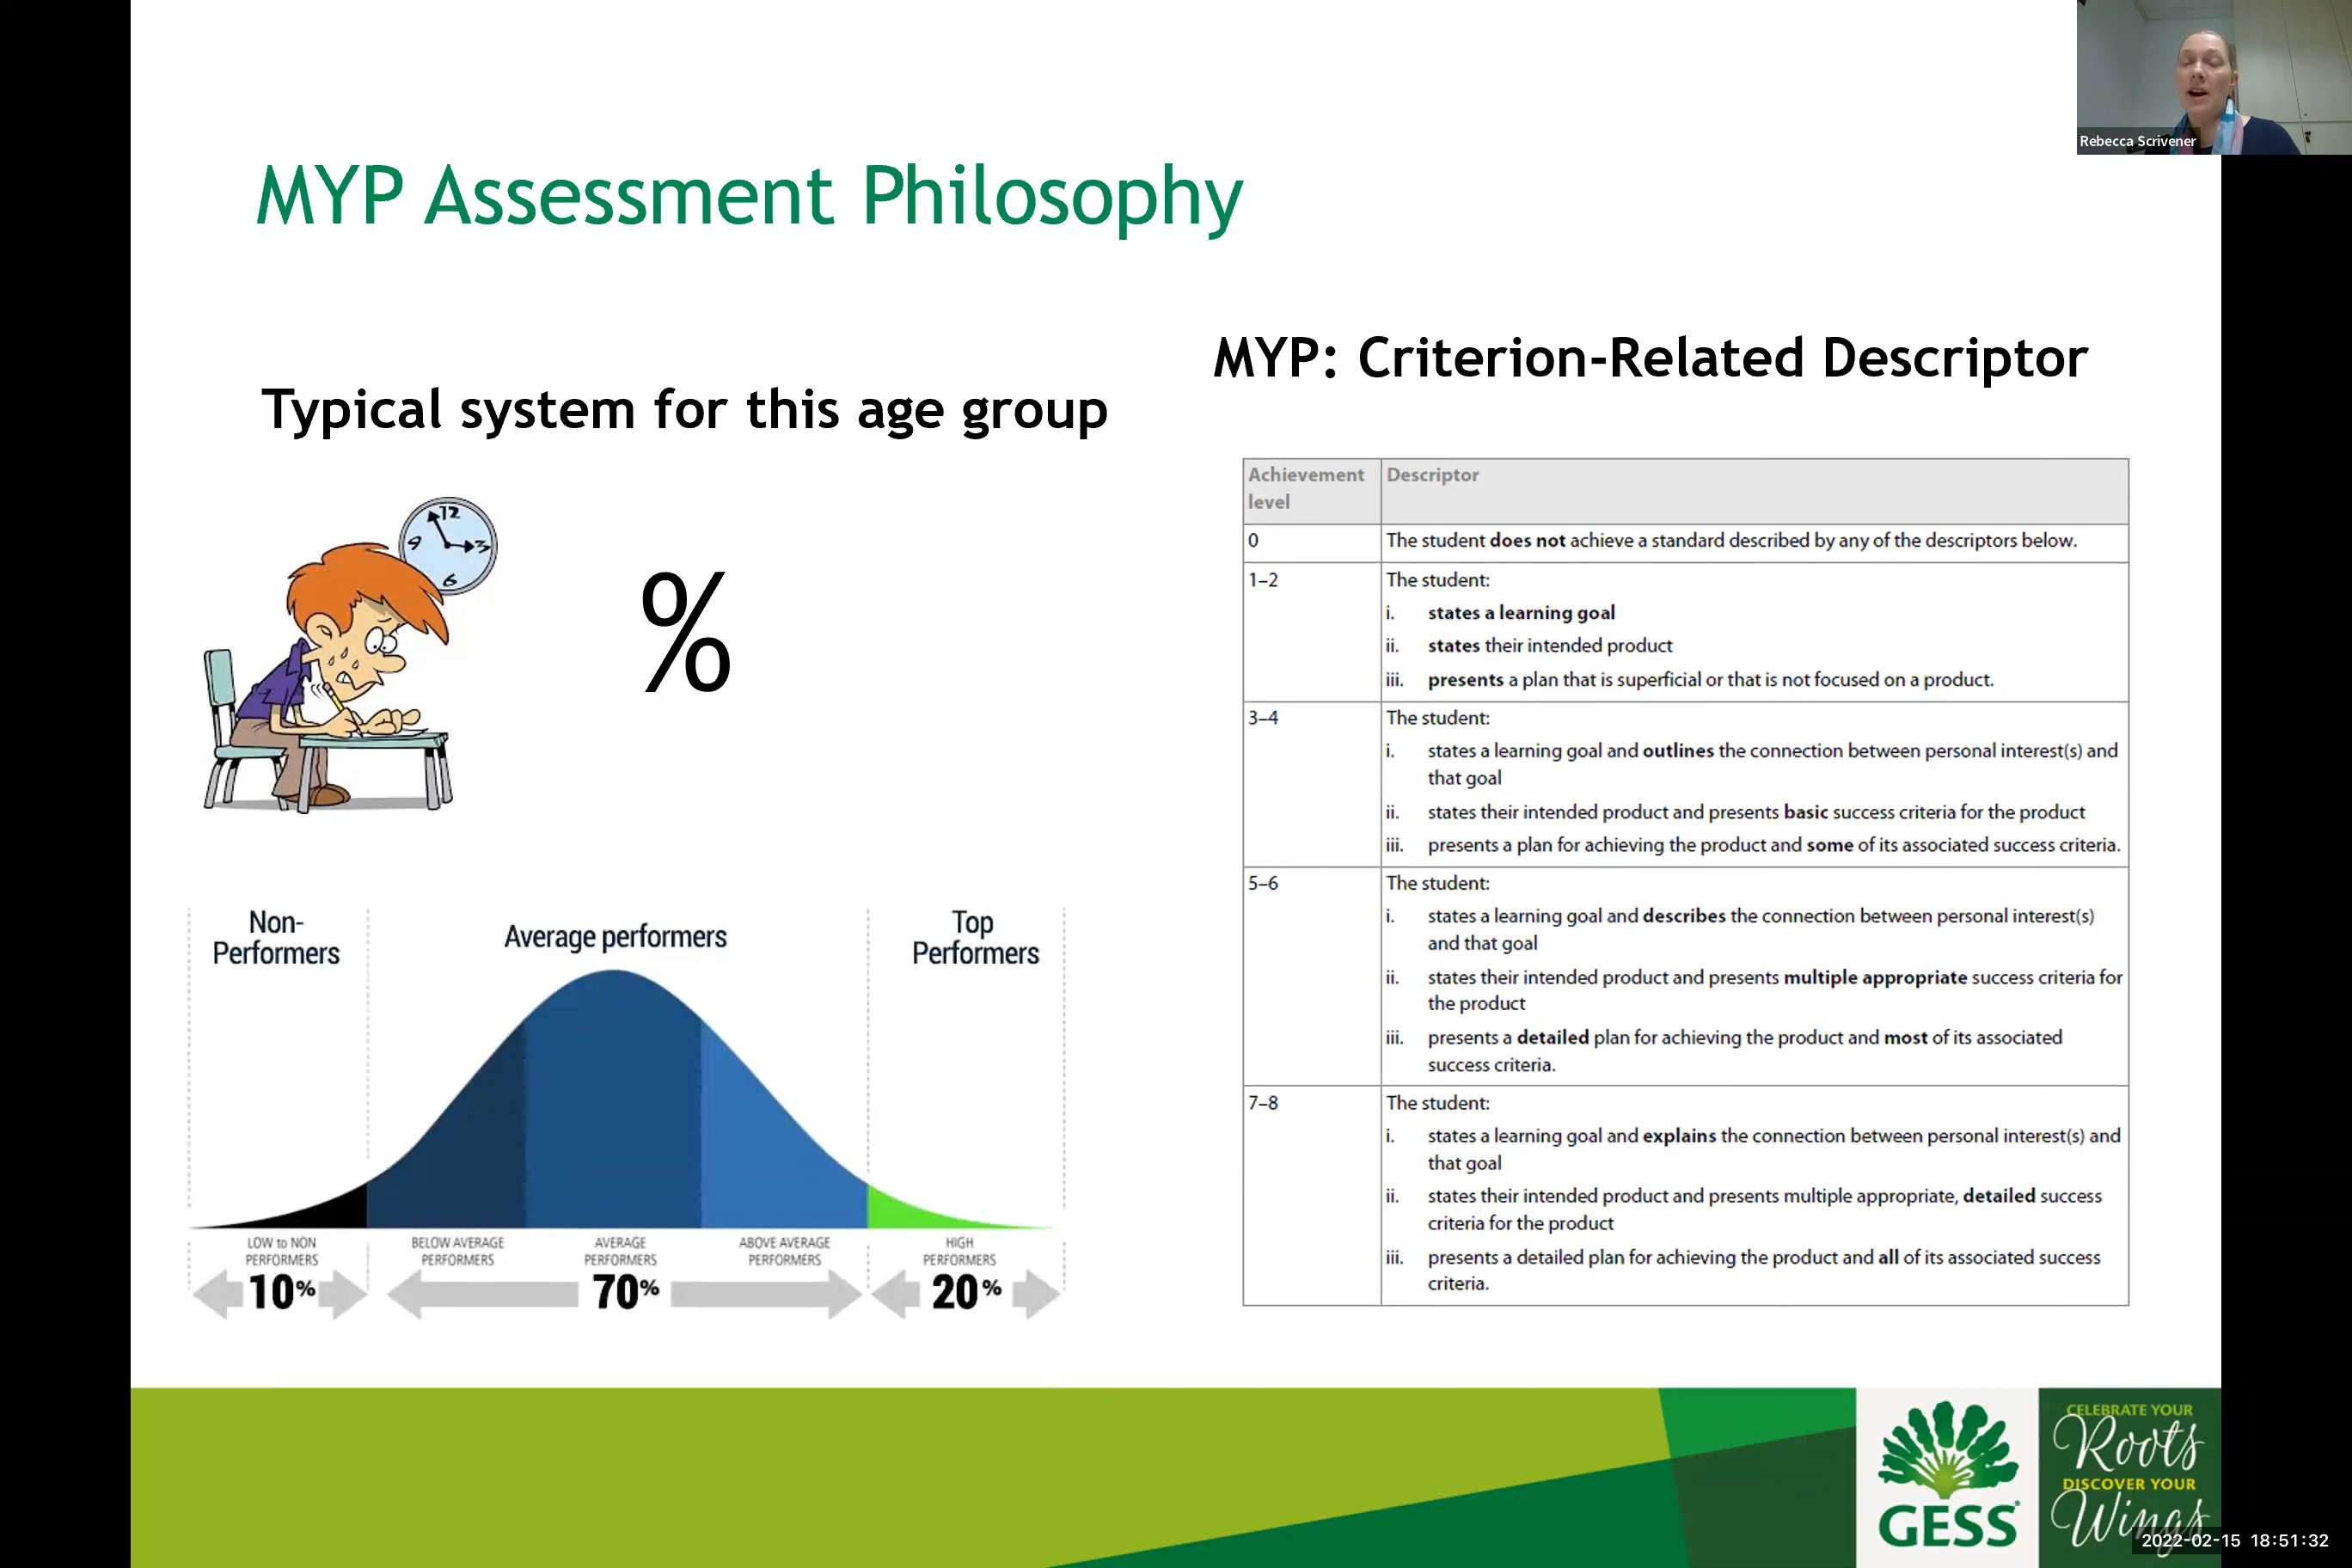 Rebecca Scrivener
MYP Assessment Philosophy
Typical system for this age group
12
9
3
6
%
Non-
Performers
Average performers
Top
Performers
LOW to NON
PERFORMERS
BELOW AVERAGE
PERFORMERS
AVERAGE
PERFORMERS
ABOVE AVERAGE
PERFORMERS
HIGH
PERFORMERS
10%
70%
20%
MYP: Criterion-Related Descriptor
Achievement
level
Descriptor
0
The student does not achieve a standard described by any of the descriptors below.
1–2
The student:
i. states a learning goal
ii. states their intended product
iii. presents a plan that is superficial or that is not focused on a product.
3–4
The student:
i. states a learning goal and outlines the connection between personal interest(s) and
that goal
ii. states their intended product and presents basic success criteria for the product
iii. presents a plan for achieving the product and some of its associated success criteria.
5–6
The student:
i. states a learning goal and describes the connection between personal interest(s)
and that goal
ii. states their intended product and presents multiple appropriate success criteria for
the product
iii. presents a detailed plan for achieving the product and most of its associated
success criteria.
7–8
The student:
i. states a learning goal and explains the connection between personal interest(s) and
that goal
ii. states their intended product and presents multiple appropriate, detailed success
criteria for the product
iii. presents a detailed plan for achieving the product and all of its associated success
criteria.
GESS
CELEBRATE YOUR
Roots
DISCOVER YOUR
Wings
2022-02-15 18:51:32